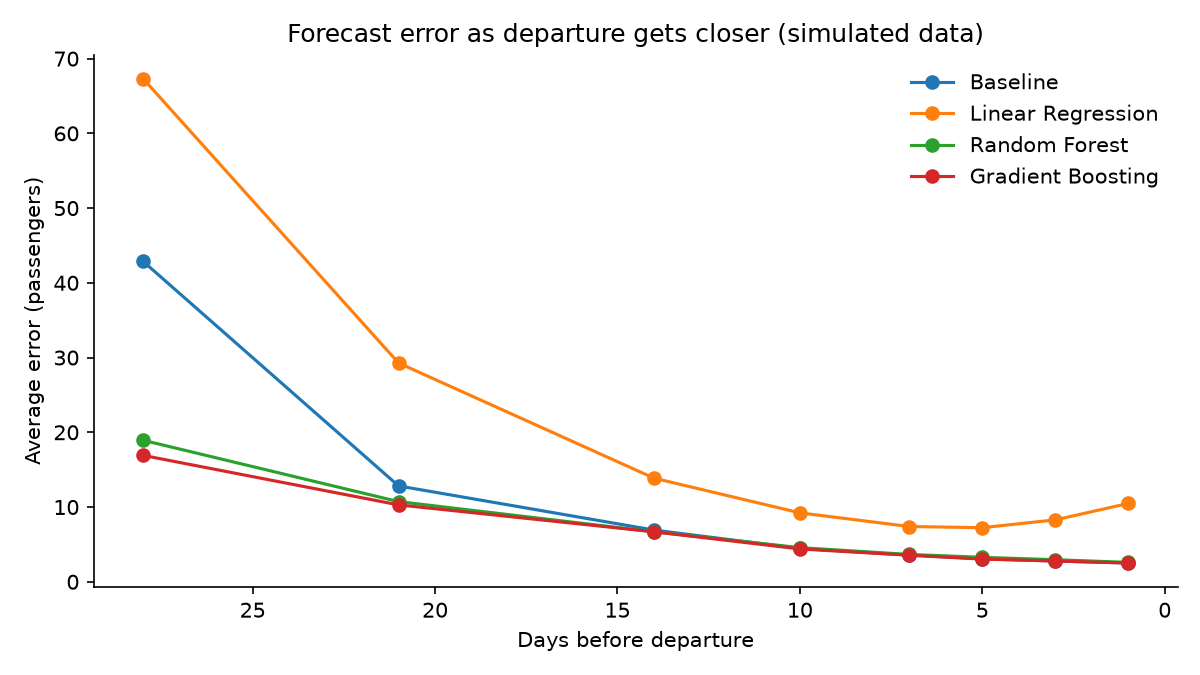 Forecast error as departure gets closer (simulated data)
Baseline
Linear Regression
Random Forest
Gradient Boosting
Average error (passengers)
70
60
50
40
30
20
10
0
25 20 15 10 5 0
Days before departure